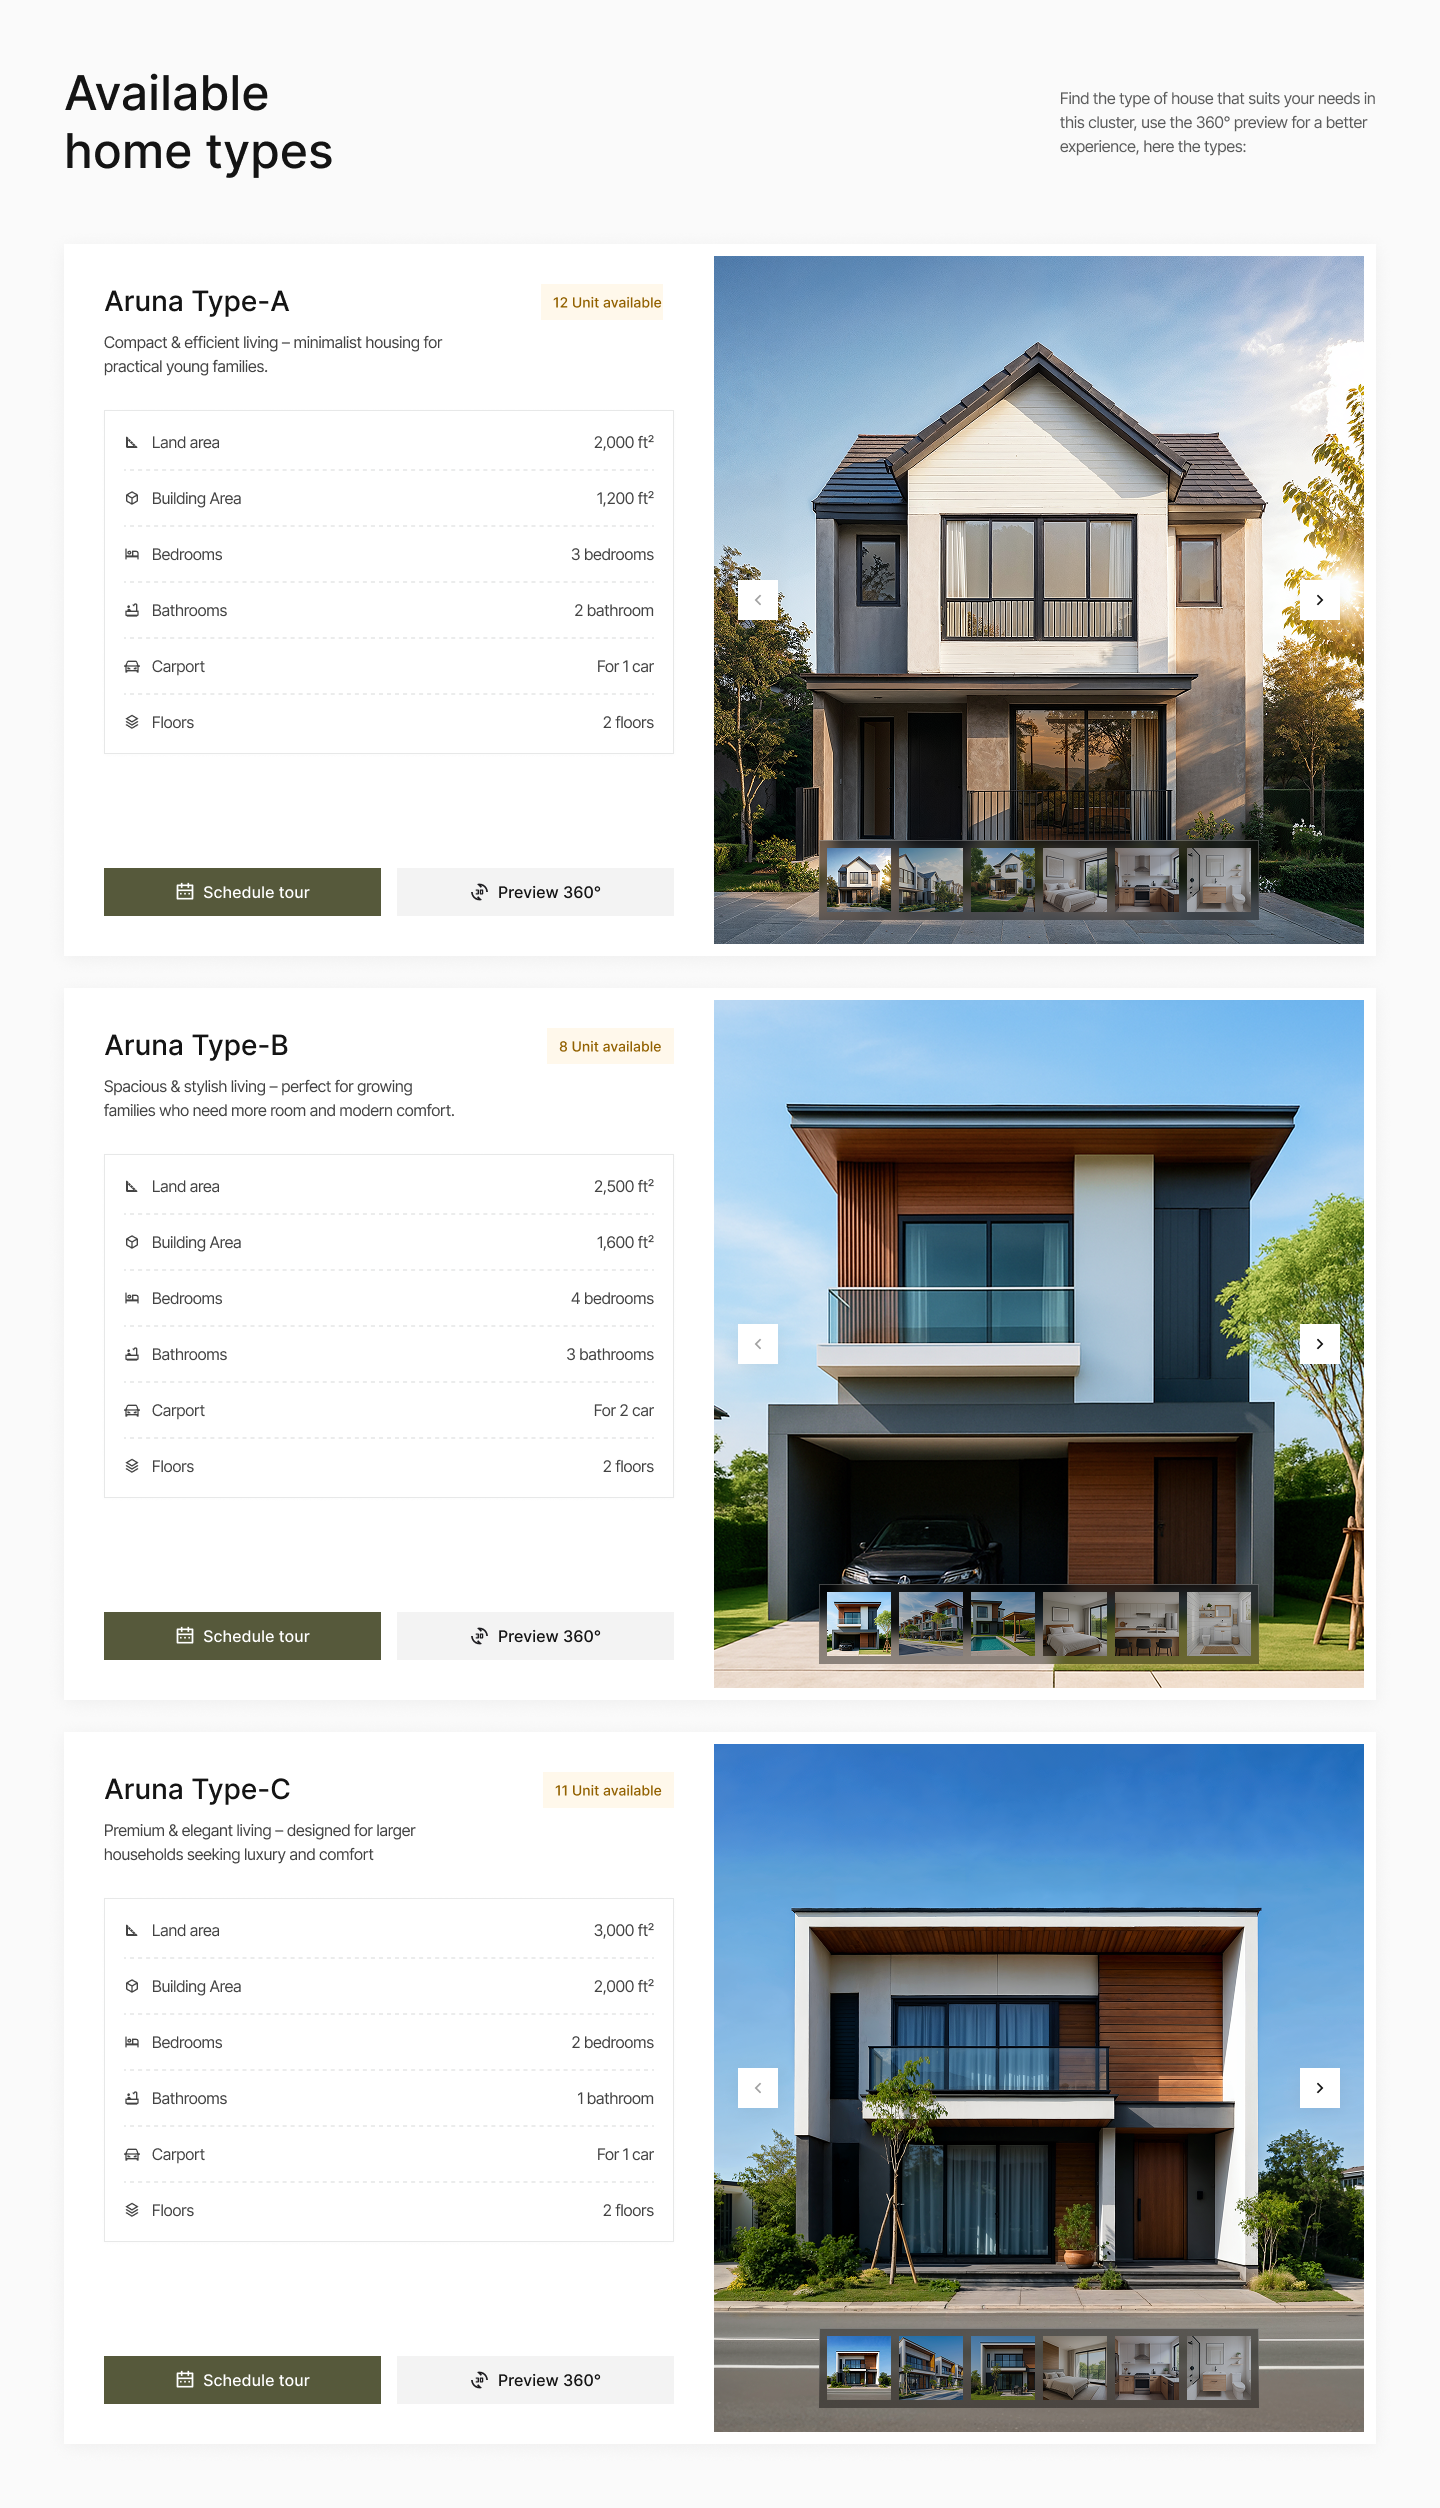 Available
home types
Find the type of house that suits your needs in
this cluster, use the 360° preview for a better
experience, here the types:
Aruna Type-A
12 Unit available
Compact & efficient living – minimalist housing for
practical young families.
Land area 2,000 ft²
Building Area 1,200 ft²
Bedrooms 3 bedrooms
Bathrooms 2 bathroom
Carport For 1 car
Floors 2 floors
Schedule tour
Preview 360°
Aruna Type-B
8 Unit available
Spacious & stylish living – perfect for growing
families who need more room and modern comfort.
Land area 2,500 ft²
Building Area 1,600 ft²
Bedrooms 4 bedrooms
Bathrooms 3 bathrooms
Carport For 2 car
Floors 2 floors
Schedule tour
Preview 360°
Aruna Type-C
11 Unit available
Premium & elegant living – designed for larger
households seeking luxury and comfort
Land area 3,000 ft²
Building Area 2,000 ft²
Bedrooms 2 bedrooms
Bathrooms 1 bathroom
Carport For 1 car
Floors 2 floors
Schedule tour
Preview 360°